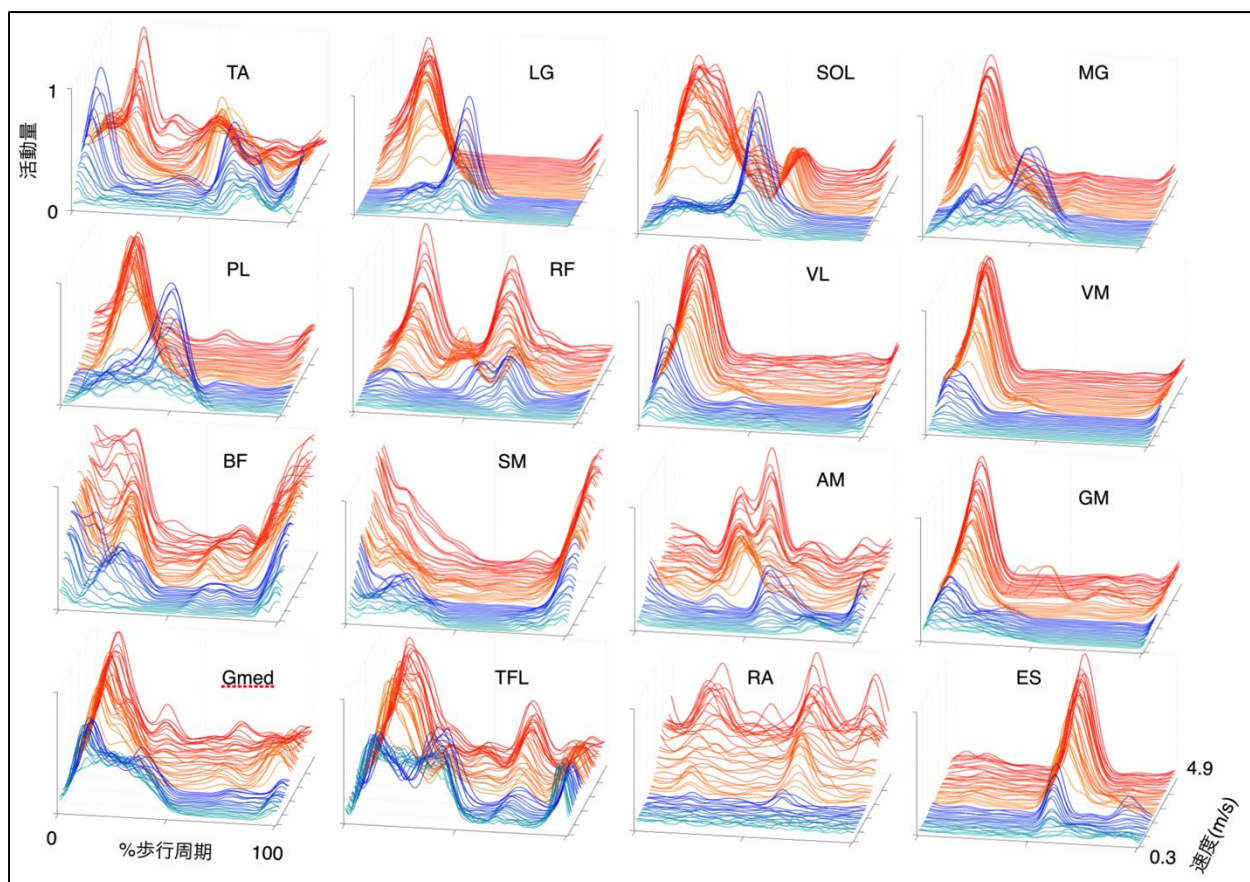 TA
LG
SOL
MG
1
活動量
0
PL
RF
VL
VM
BF
SM
AM
GM
Gmed
TFL
RA
ES
4.9
速度(m/s)
0.3
0
%歩行周期
100